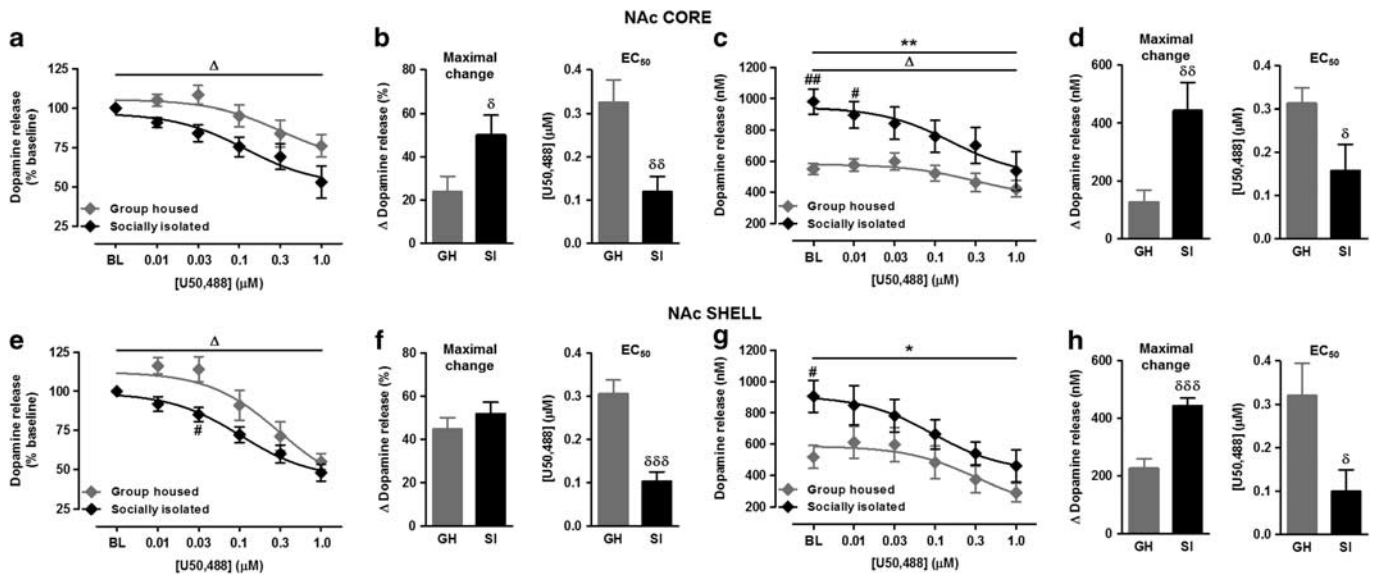 NAc CORE
a
Δ
Dopamine release
(% baseline)
125
100
75
50
25
Group housed
Socially isolated
BL 0.01 0.03 0.1 0.3 1.0
[U50,488] (μM)
b
Maximal
change
Δ Dopamine release (%)
80
60
40
20
0
δ
GH SI
EC50
[U50,488] (μM)
0.4
0.3
0.2
0.1
0.0
δδ
GH SI
c
**
Δ
##
#
Dopamine release
(nM)
1200
1000
800
600
400
200
Group housed
Socially isolated
BL 0.01 0.03 0.1 0.3 1.0
[U50,488] (μM)
d
Maximal
change
Δ Dopamine release (nM)
600
400
200
0
δδ
GH SI
EC50
[U50,488] (μM)
0.4
0.3
0.2
0.1
0.0
δ
GH SI
NAc SHELL
e
Δ
Dopamine release
(% baseline)
125
100
75
50
25
#
Group housed
Socially isolated
BL 0.01 0.03 0.1 0.3 1.0
[U50,488] (μM)
f
Maximal
change
Δ Dopamine release (%)
80
60
40
20
0
GH SI
EC50
[U50,488] (μM)
0.4
0.3
0.2
0.1
0.0
δδδ
GH SI
g
*
#
Dopamine release
(nM)
1200
1000
800
600
400
200
Group housed
Socially isolated
BL 0.01 0.03 0.1 0.3 1.0
[U50,488] (μM)
h
Maximal
change
Δ Dopamine release (nM)
600
400
200
0
δδδ
GH SI
EC50
[U50,488] (μM)
0.4
0.3
0.2
0.1
0.0
δ
GH SI